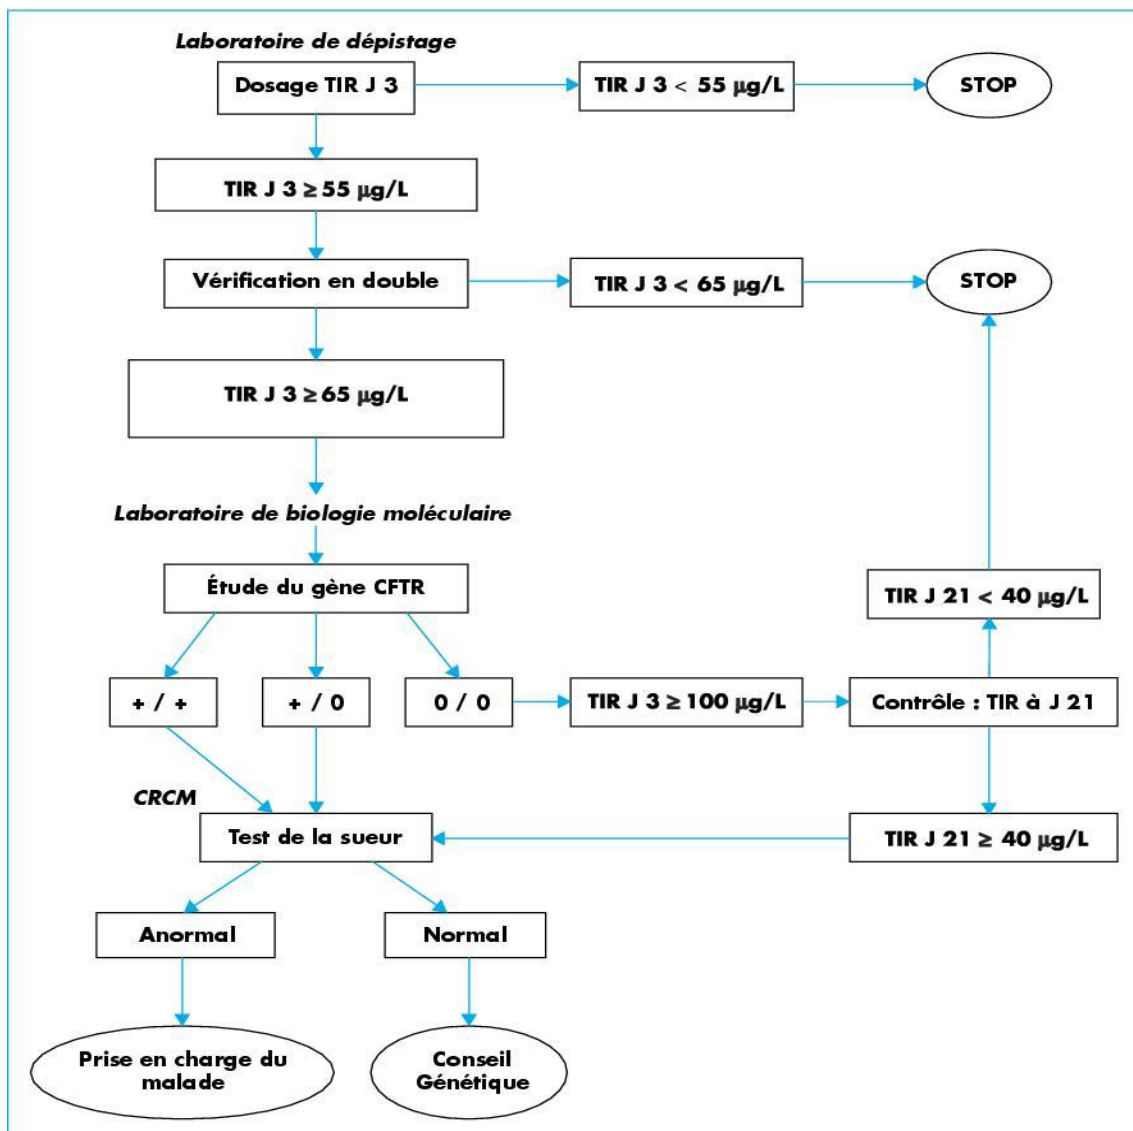 Laboratoire de dépistage
Dosage TIR J 3
TIR J 3 < 55 µg/L
STOP
TIR J 3 ≥ 55 µg/L
Vérification en double
TIR J 3 < 65 µg/L
STOP
TIR J 3 ≥ 65 µg/L
Laboratoire de biologie moléculaire
Étude du gène CFTR
TIR J 21 < 40 µg/L
+ / +
+ / 0
0 / 0
TIR J 3 ≥ 100 µg/L
Contrôle : TIR à J 21
CRCM
Test de la sueur
TIR J 21 ≥ 40 µg/L
Anormal
Normal
Prise en charge du
malade
Conseil
Génétique